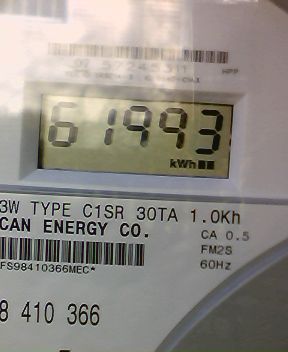 61993
kWh
3W TYPE C1SR 30TA 1.0Kh
CAN ENERGY CO.
CA 0.5
FM2S
60Hz
FS98410366MEC*
8 410 366